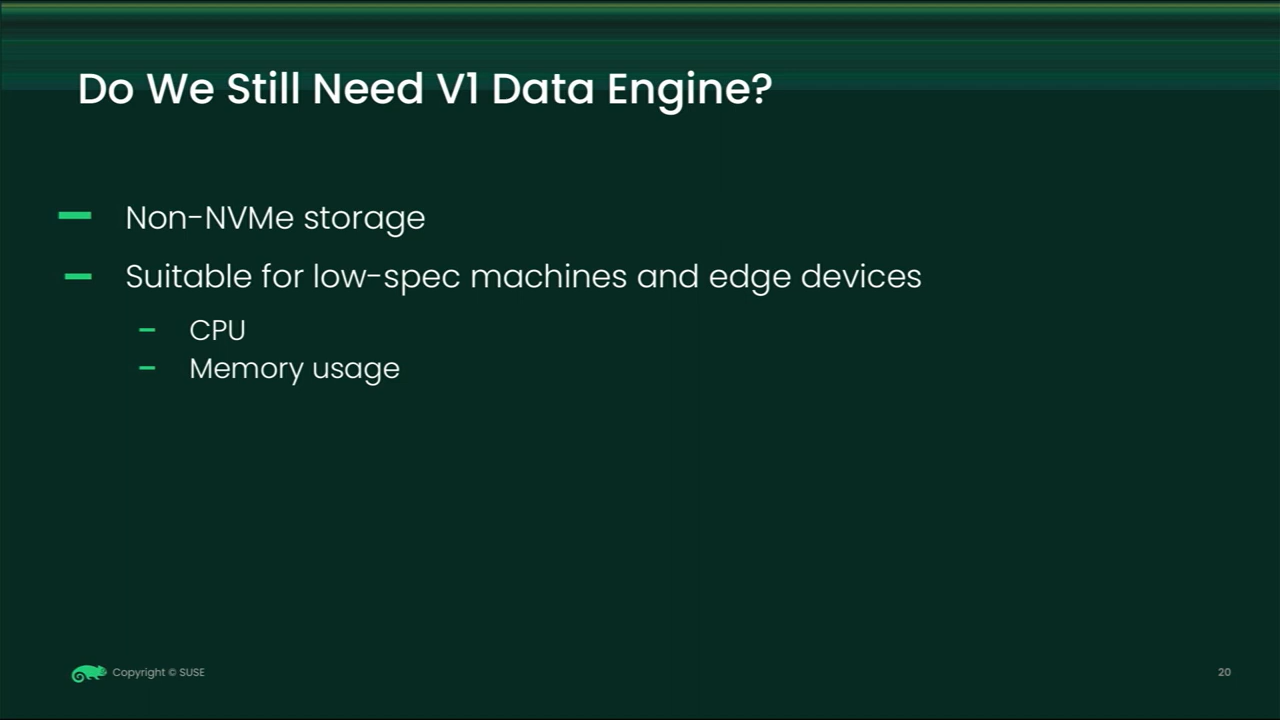 Do We Still Need V1 Data Engine?
Non-NVMe storage
Suitable for low-spec machines and edge devices
CPU
Memory usage
Copyright © SUSE
20